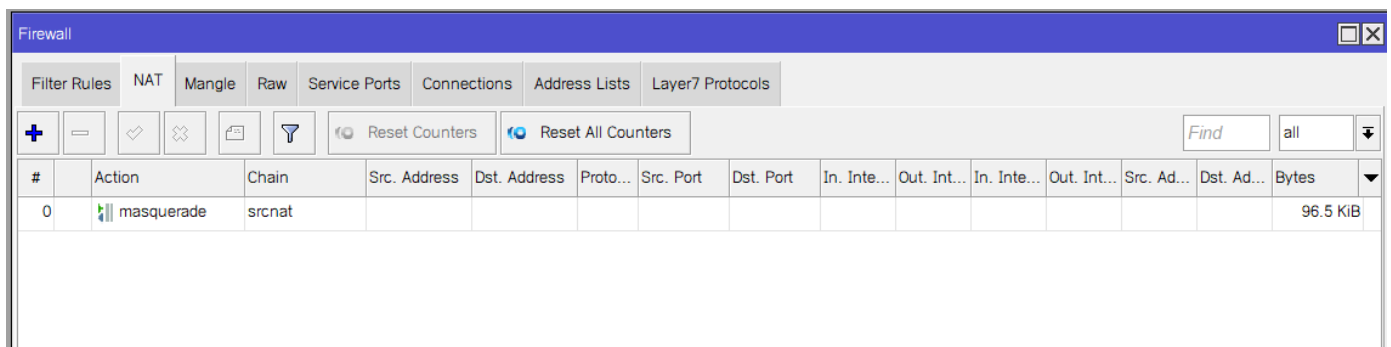 Firewall
Filter Rules NAT Mangle Raw Service Ports Connections Address Lists Layer7 Protocols
Reset Counters Reset All Counters Find all
# Action Chain Src. Address Dst. Address Proto... Src. Port Dst. Port In. Inte... Out. Int... In. Inte... Out. Int... Src. Ad... Dst. Ad... Bytes
0 masquerade srcnat 96.5 KiB